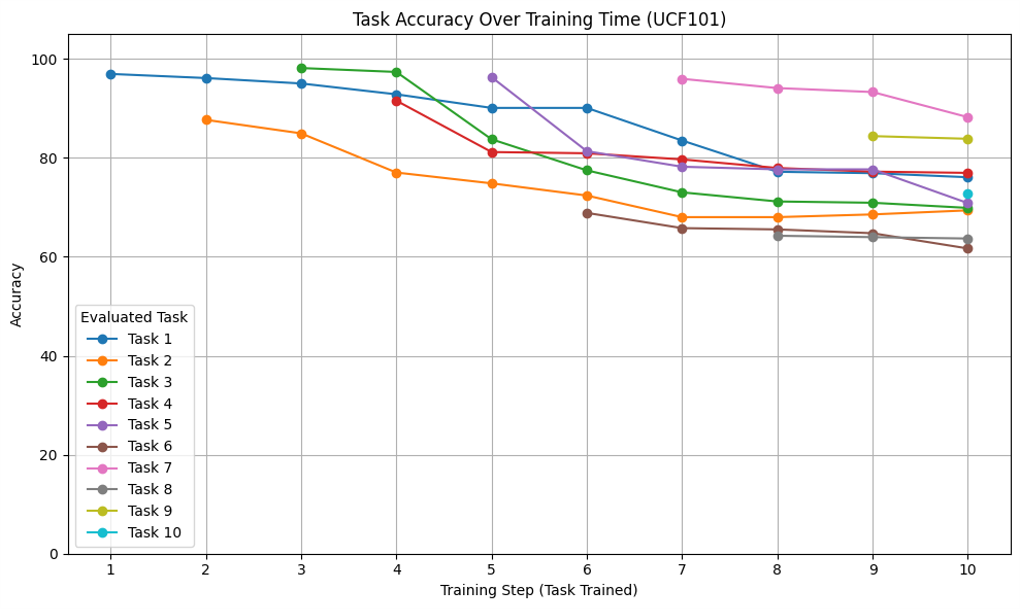 Task Accuracy Over Training Time (UCF101)
100
80
60
40
20
0
Accuracy
Evaluated Task
Task 1
Task 2
Task 3
Task 4
Task 5
Task 6
Task 7
Task 8
Task 9
Task 10
1 2 3 4 5 6 7 8 9 10
Training Step (Task Trained)